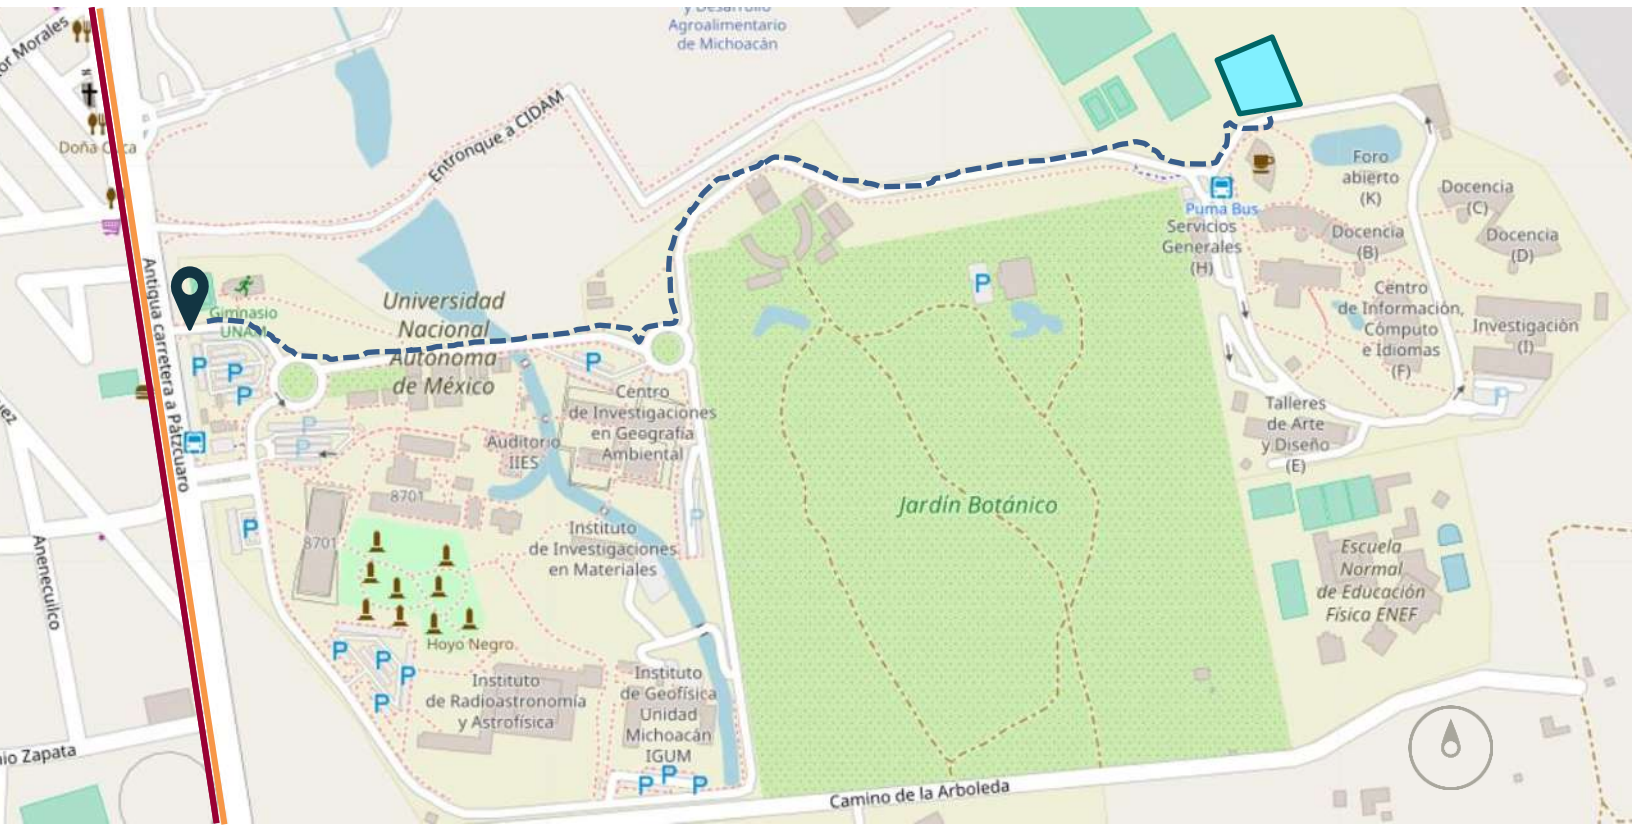 y Desarrollo
Agroalimentario
de Michoacán
or Morales
Doña
Entronque a CIDAM
Antigua carretera a Pátzcuaro
Gimnasio
UNAM
Universidad
Nacional
Autónoma
de México
P
P
P
P
P
P
P
P
Centro
de Investigaciones
en Geografía
Ambiental
Auditorio
IIES
8701
8701
P
P
Instituto
de Investigaciones
en Materiales
Hoyo Negro
P
P
P
P
Instituto
de Radioastronomía
y Astrofísica
Instituto
de Geofísica
Unidad
Michoacán
IGUM
P
P
P
Jardín Botánico
Camino de la Arboleda
Puma Bus
Servicios
Generales
(H)
Foro
abierto
(K)
Docencia
(C)
Docencia
(B)
Docencia
(D)
Centro
de Información,
Cómputo
e Idiomas
(F)
Investigación
(I)
P
Talleres
de Arte
y Diseño
(E)
Escuela
Normal
de Educación
Física ENEF
Anenecuilco
uez
io Zapata